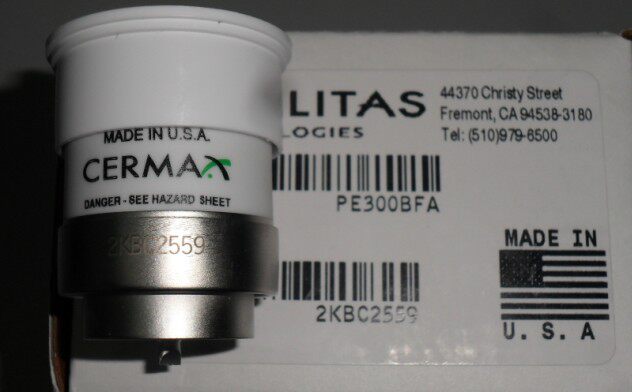 MADE IN U.S.A.
CERMAX
DANGER - SEE HAZARD SHEET
2KBC2559
LITAS
LOGIES
44370 Christy Street
Fremont, CA 94538-3180
Tel: (510)979-6500
PE300BFA
2KBC2559
MADE IN
U. S. A